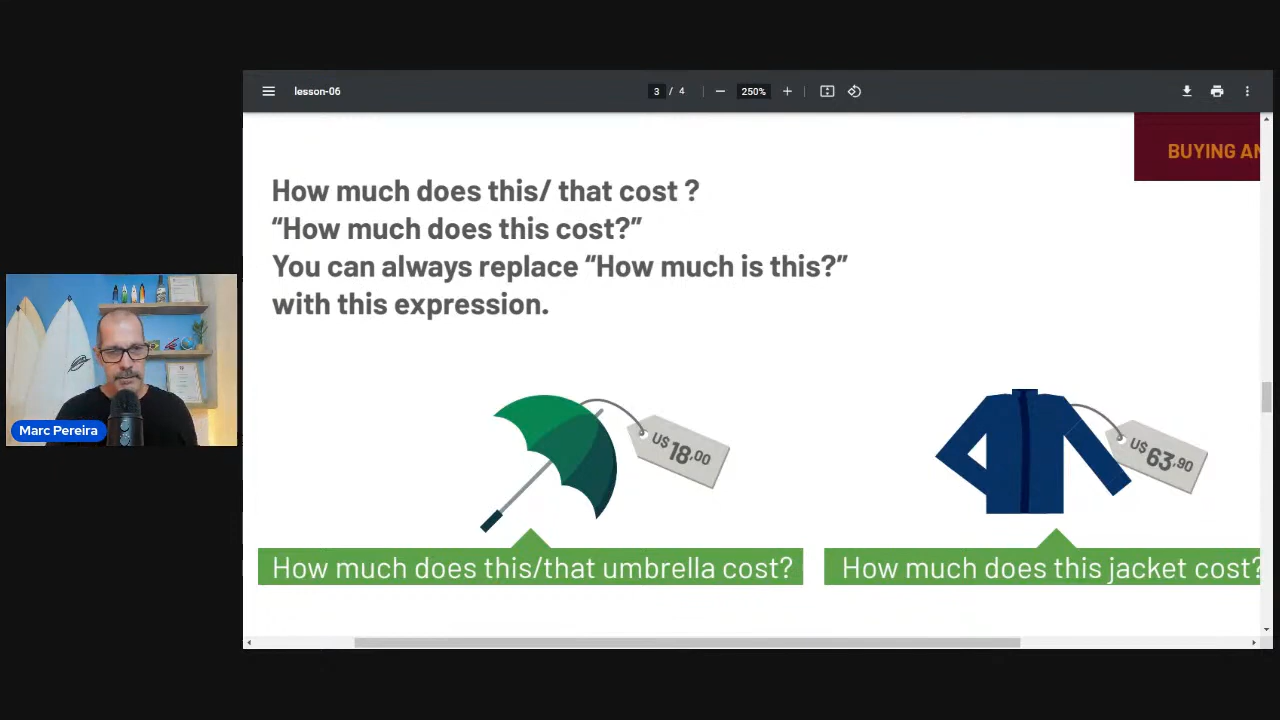 lesson-06
3 / 4
250%
BUYING AN
How much does this/ that cost ?
“How much does this cost?”
You can always replace “How much is this?”
with this expression.
U$ 18,00
U$ 63,90
How much does this/that umbrella cost?
How much does this jacket cost?
Marc Pereira